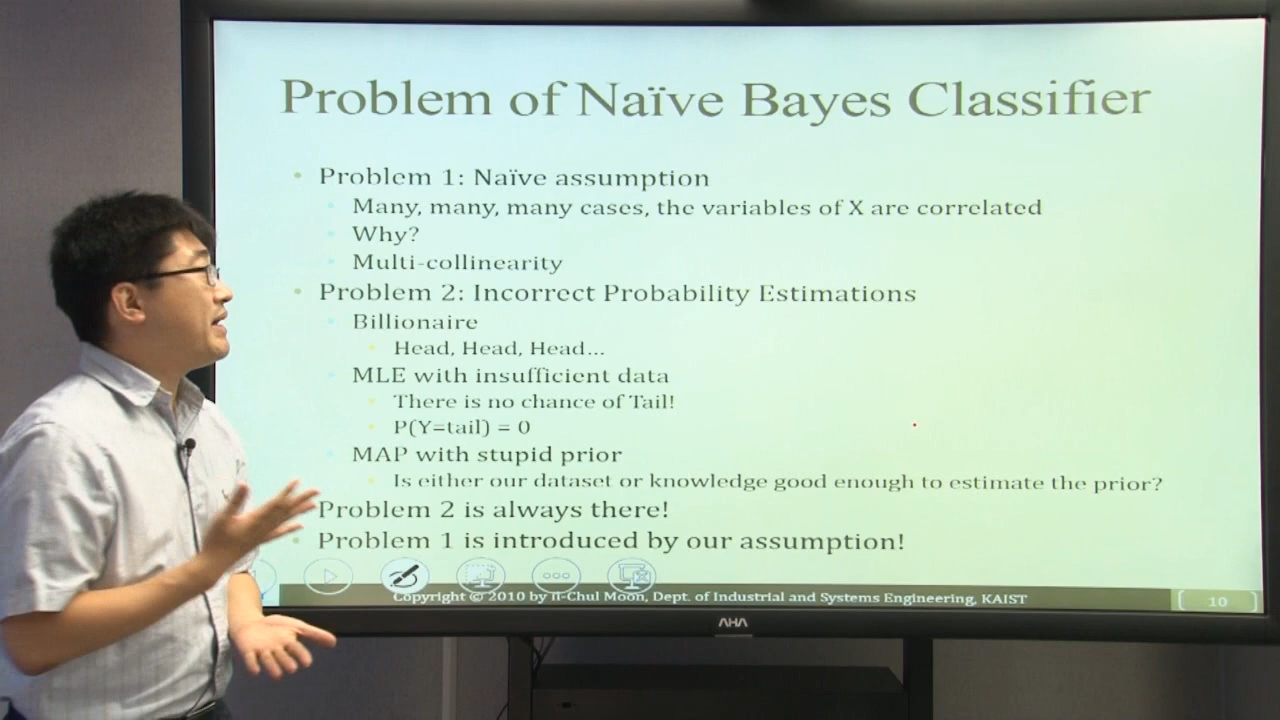 Problem of Naïve Bayes Classifier
• Problem 1: Naïve assumption
• Many, many, many cases, the variables of X are correlated
• Why?
• Multi-collinearity
• Problem 2: Incorrect Probability Estimations
• Billionaire
• Head, Head, Head...
• MLE with insufficient data
• There is no chance of Tail!
• P(Y=tail) = 0
• MAP with stupid prior
• Is either our dataset or knowledge good enough to estimate the prior?
Problem 2 is always there!
• Problem 1 is introduced by our assumption!
Copyright © 2010 by Il-Chul Moon, Dept. of Industrial and Systems Engineering, KAIST
10
AHA